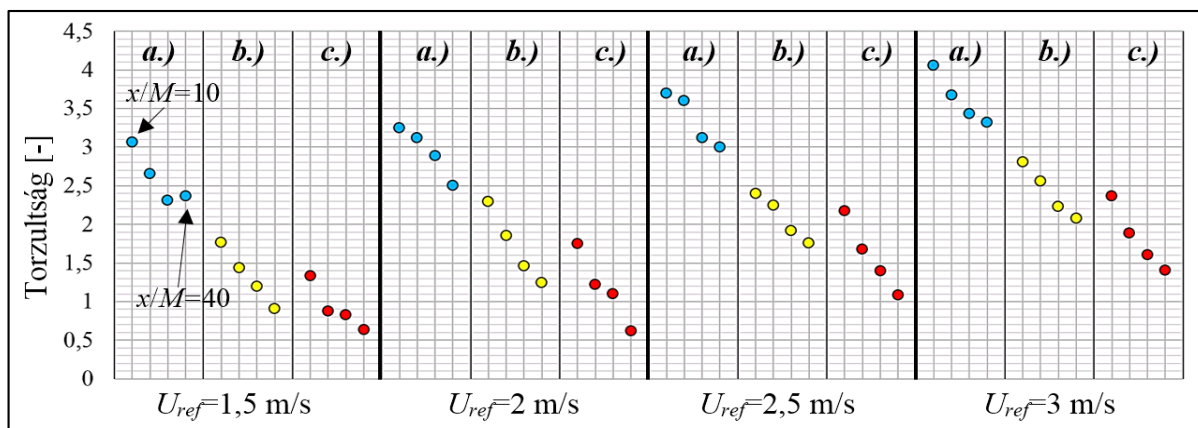 Torzultság [-]
4,5
4
3,5
3
2,5
2
1,5
1
0,5
0
a.) b.) c.) a.) b.) c.) a.) b.) c.) a.) b.) c.)
x/M=10
x/M=40
Uref=1,5 m/s Uref=2 m/s Uref=2,5 m/s Uref=3 m/s